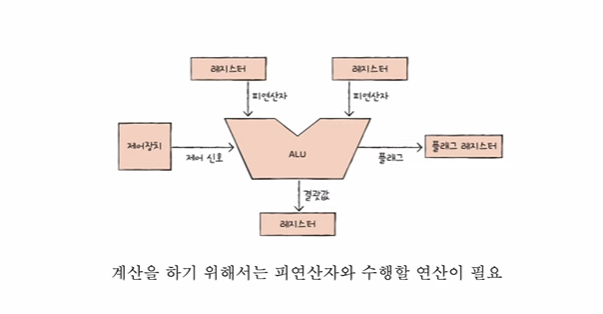 레지스터
레지스터
피연산자
피연산자
제어장치
제어 신호
ALU
플래그
플래그 레지스터
결괏값
레지스터
계산을 하기 위해서는 피연산자와 수행할 연산이 필요